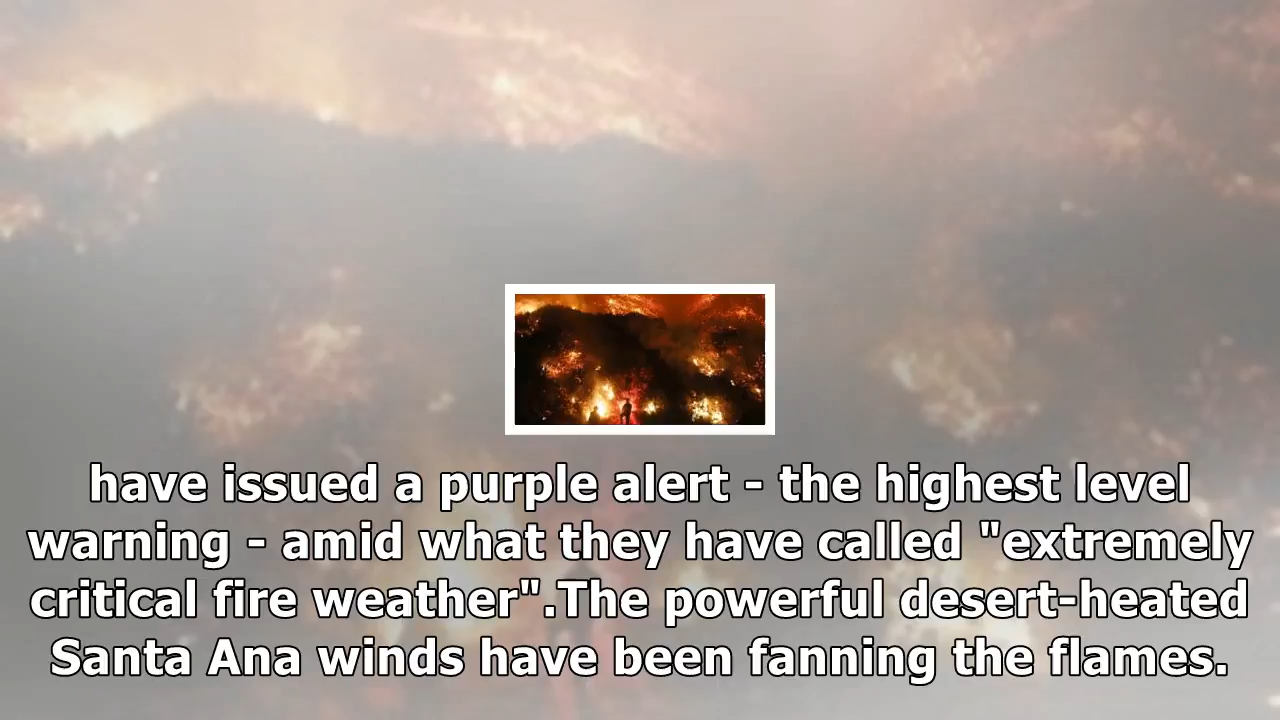 have issued a purple alert - the highest level
warning - amid what they have called "extremely
critical fire weather".The powerful desert-heated
Santa Ana winds have been fanning the flames.